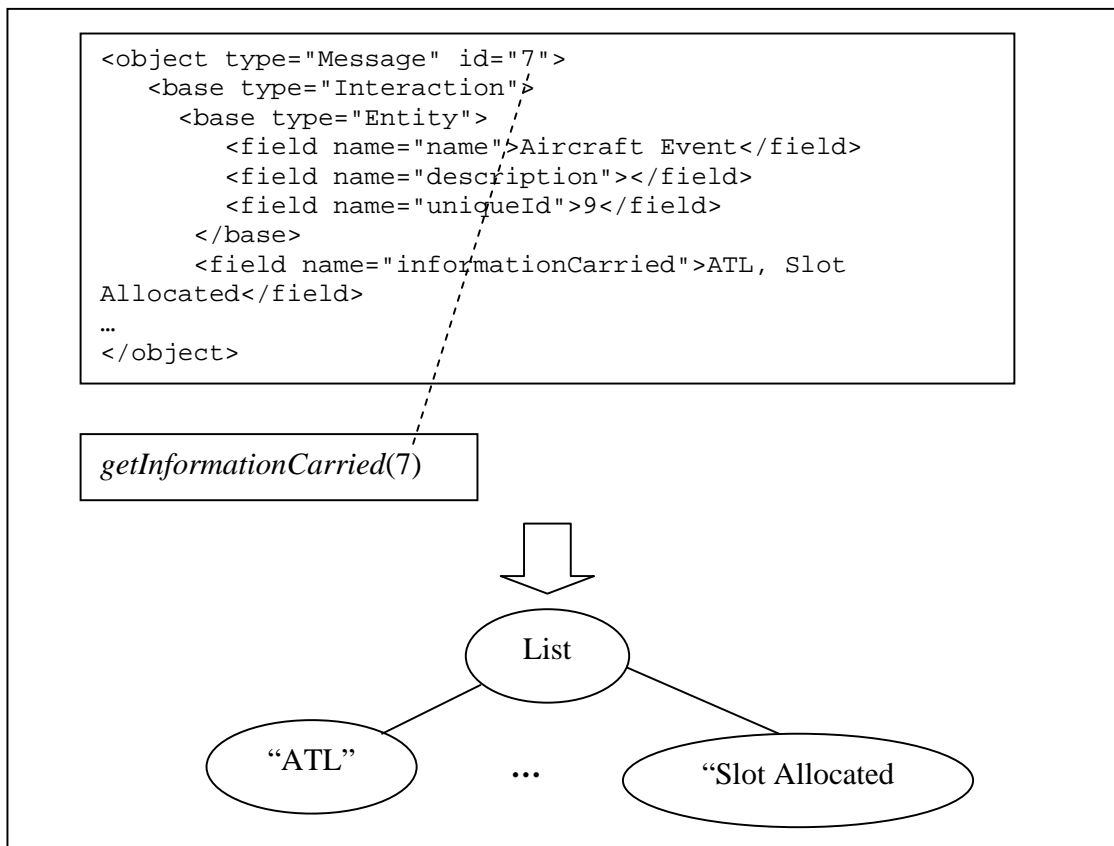 <object type="Message" id="7">
<base type="Interaction">
<base type="Entity">
<field name="name">Aircraft Event</field>
<field name="description"></field>
<field name="uniqueId">9</field>
</base>
<field name="informationCarried">ATL, Slot
Allocated</field>
…
</object>
getInformationCarried(7)
List
“ATL”
...
“Slot Allocated